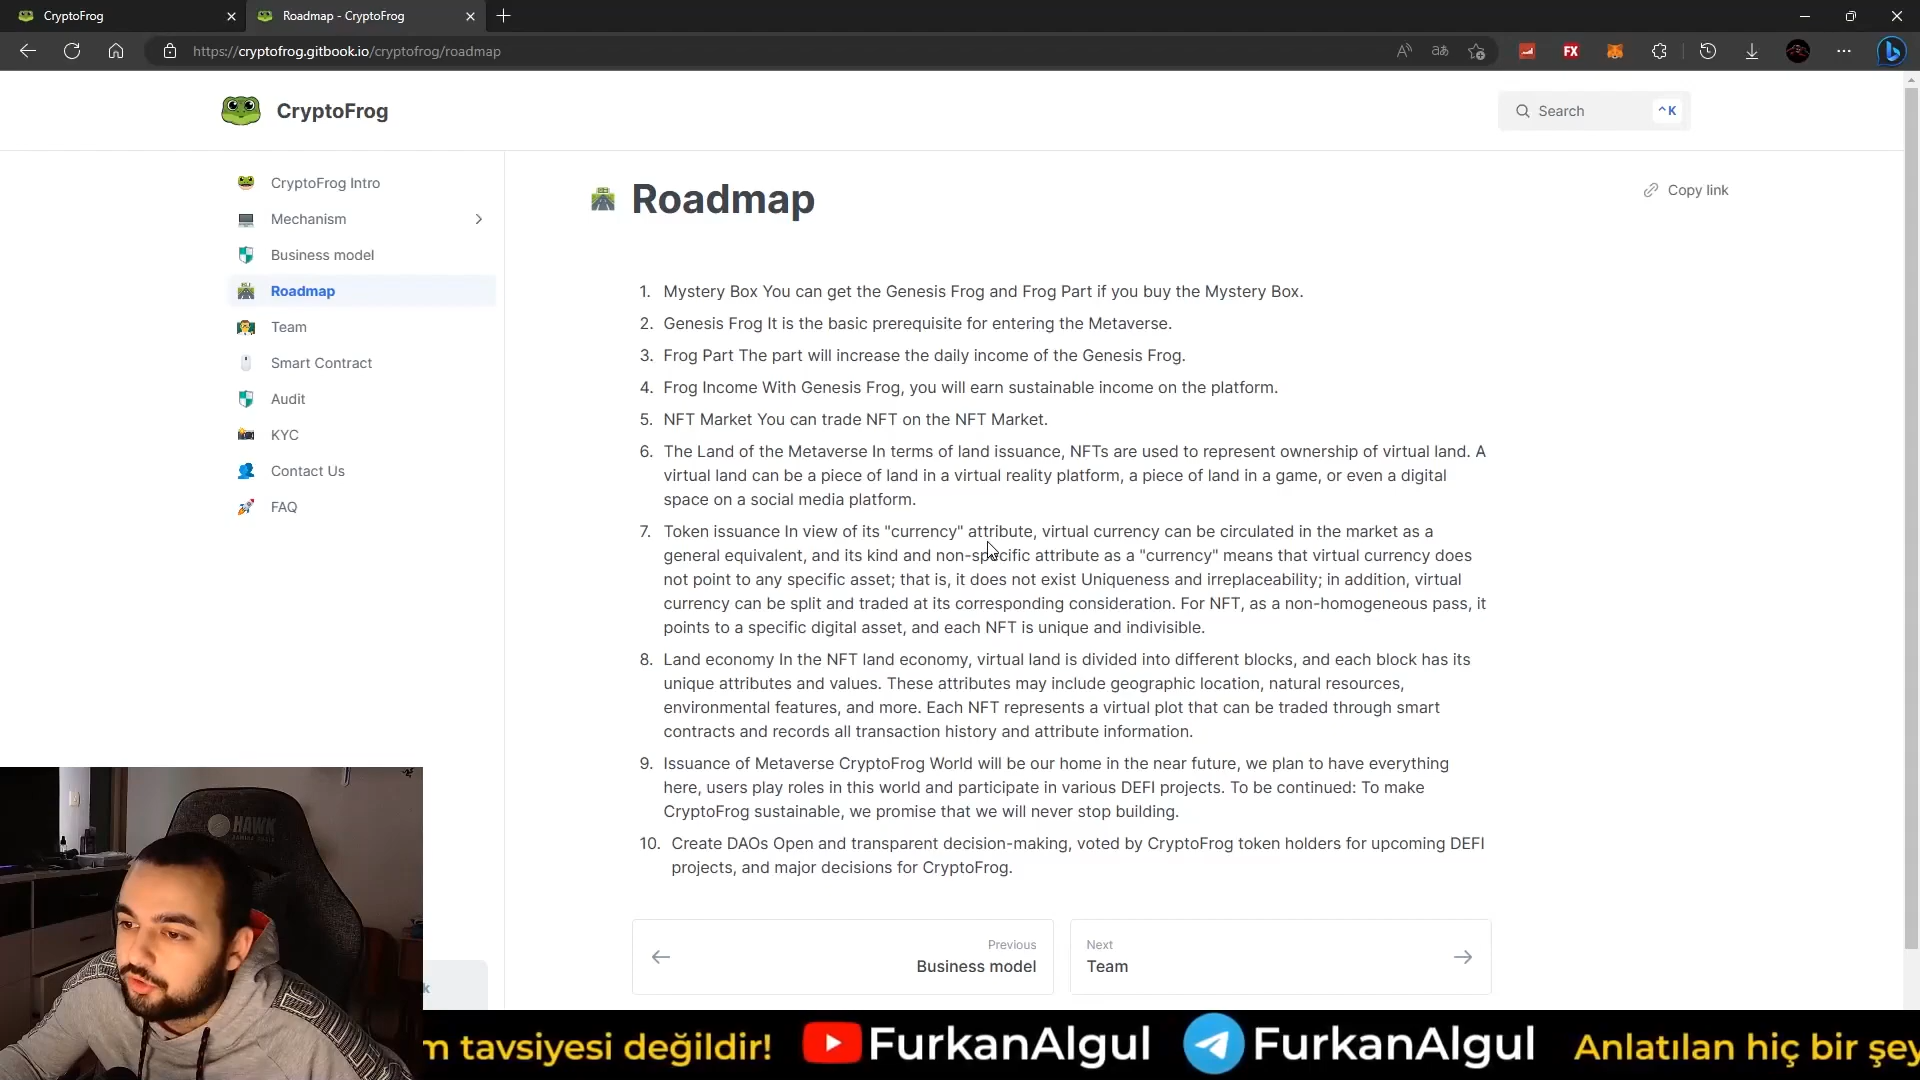 CryptoFrog
Roadmap - CryptoFrog
https://cryptofrog.gitbook.io/cryptofrog/roadmap
FX
CryptoFrog
Search
^K
CryptoFrog Intro
Mechanism
Business model
Roadmap
Team
Smart Contract
Audit
KYC
Contact Us
FAQ
Roadmap
Copy link
1. Mystery Box You can get the Genesis Frog and Frog Part if you buy the Mystery Box.
2. Genesis Frog It is the basic prerequisite for entering the Metaverse.
3. Frog Part The part will increase the daily income of the Genesis Frog.
4. Frog Income With Genesis Frog, you will earn sustainable income on the platform.
5. NFT Market You can trade NFT on the NFT Market.
6. The Land of the Metaverse In terms of land issuance, NFTs are used to represent ownership of virtual land. A
virtual land can be a piece of land in a virtual reality platform, a piece of land in a game, or even a digital
space on a social media platform.
7. Token issuance In view of its "currency" attribute, virtual currency can be circulated in the market as a
general equivalent, and its kind and non-specific attribute as a "currency" means that virtual currency does
not point to any specific asset; that is, it does not exist Uniqueness and irreplaceability; in addition, virtual
currency can be split and traded at its corresponding consideration. For NFT, as a non-homogeneous pass, it
points to a specific digital asset, and each NFT is unique and indivisible.
8. Land economy In the NFT land economy, virtual land is divided into different blocks, and each block has its
unique attributes and values. These attributes may include geographic location, natural resources,
environmental features, and more. Each NFT represents a virtual plot that can be traded through smart
contracts and records all transaction history and attribute information.
9. Issuance of Metaverse CryptoFrog World will be our home in the near future, we plan to have everything
here, users play roles in this world and participate in various DEFI projects. To be continued: To make
CryptoFrog sustainable, we promise that we will never stop building.
10. Create DAOs Open and transparent decision-making, voted by CryptoFrog token holders for upcoming DEFI
projects, and major decisions for CryptoFrog.
Previous
Business model
Next
Team
HAWK
k
m tavsiyesi değildir! FurkanAlgul FurkanAlgul Anlatılan hiç bir şey